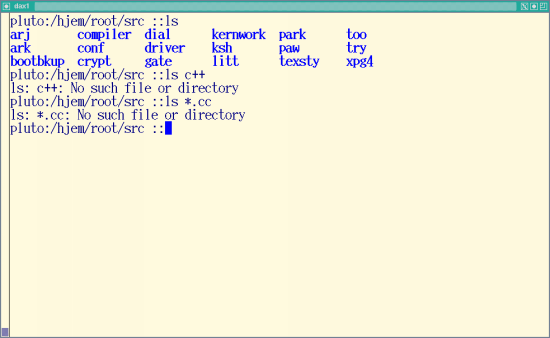 dax1
pluto:/hjem/root/src ::ls
arj compiler dial kernwork park too
ark conf driver ksh paw try
bootbkup crypt gate litt texsty xpg4
pluto:/hjem/root/src ::ls c++
ls: c++: No such file or directory
pluto:/hjem/root/src ::ls *.cc
ls: *.cc: No such file or directory
pluto:/hjem/root/src ::